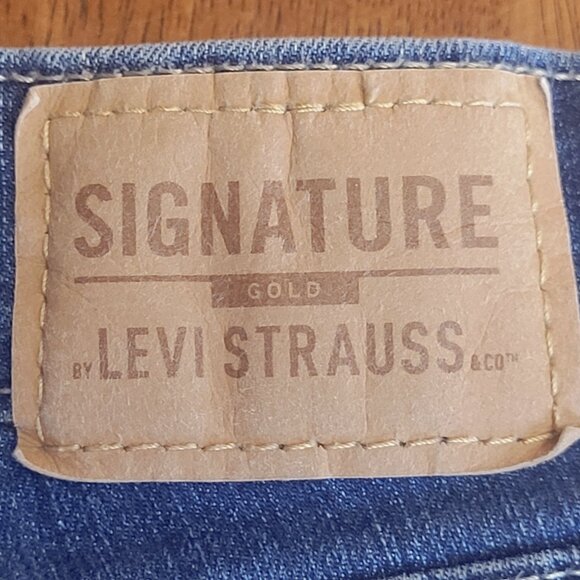 SIGNATURE
GOLD
BY LEVI STRAUSS & CO™